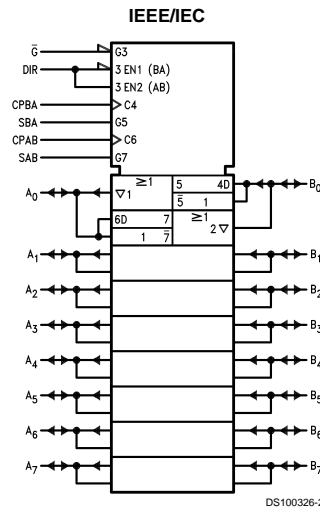 IEEE/IEC
G̅ G3
DIR 3 EN1 (BA)
3 EN2 (AB)
CPBA C4
SBA G5
CPAB C6
SAB G7
A₀ ≥1 5 4D B₀
▽1 5̅ 1
6D 7 ≥1
1 7̅ 2▽
A₁ B₁
A₂ B₂
A₃ B₃
A₄ B₄
A₅ B₅
A₆ B₆
A₇ B₇
DS100326-2